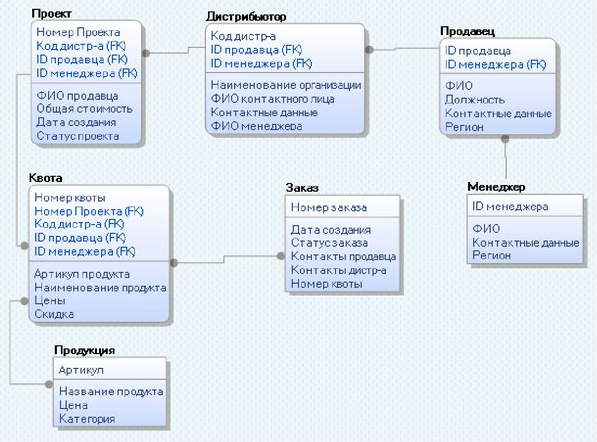 Проект
Номер Проекта
Код дистр-а (FK)
ID продавца (FK)
ID менеджера (FK)
ФИО продавца
Общая стоимость
Дата создания
Статус проекта
Дистрибьютор
Код дистр-а
ID продавца (FK)
ID менеджера (FK)
Наименование организации
ФИО контактного лица
Контактные данные
ФИО менеджера
Продавец
ID продавца
ID менеджера (FK)
ФИО
Должность
Контактные данные
Регион
Квота
Номер квоты
Номер Проекта (FK)
Код дистр-а (FK)
ID продавца (FK)
ID менеджера (FK)
Артикул продукта
Наименование продукта
Цены
Скидка
Заказ
Номер заказа
Дата создания
Статус заказа
Контакты продавца
Контакты дистр-а
Номер квоты
Менеджер
ID менеджера
ФИО
Контактные данные
Регион
Продукция
Артикул
Название продукта
Цена
Категория